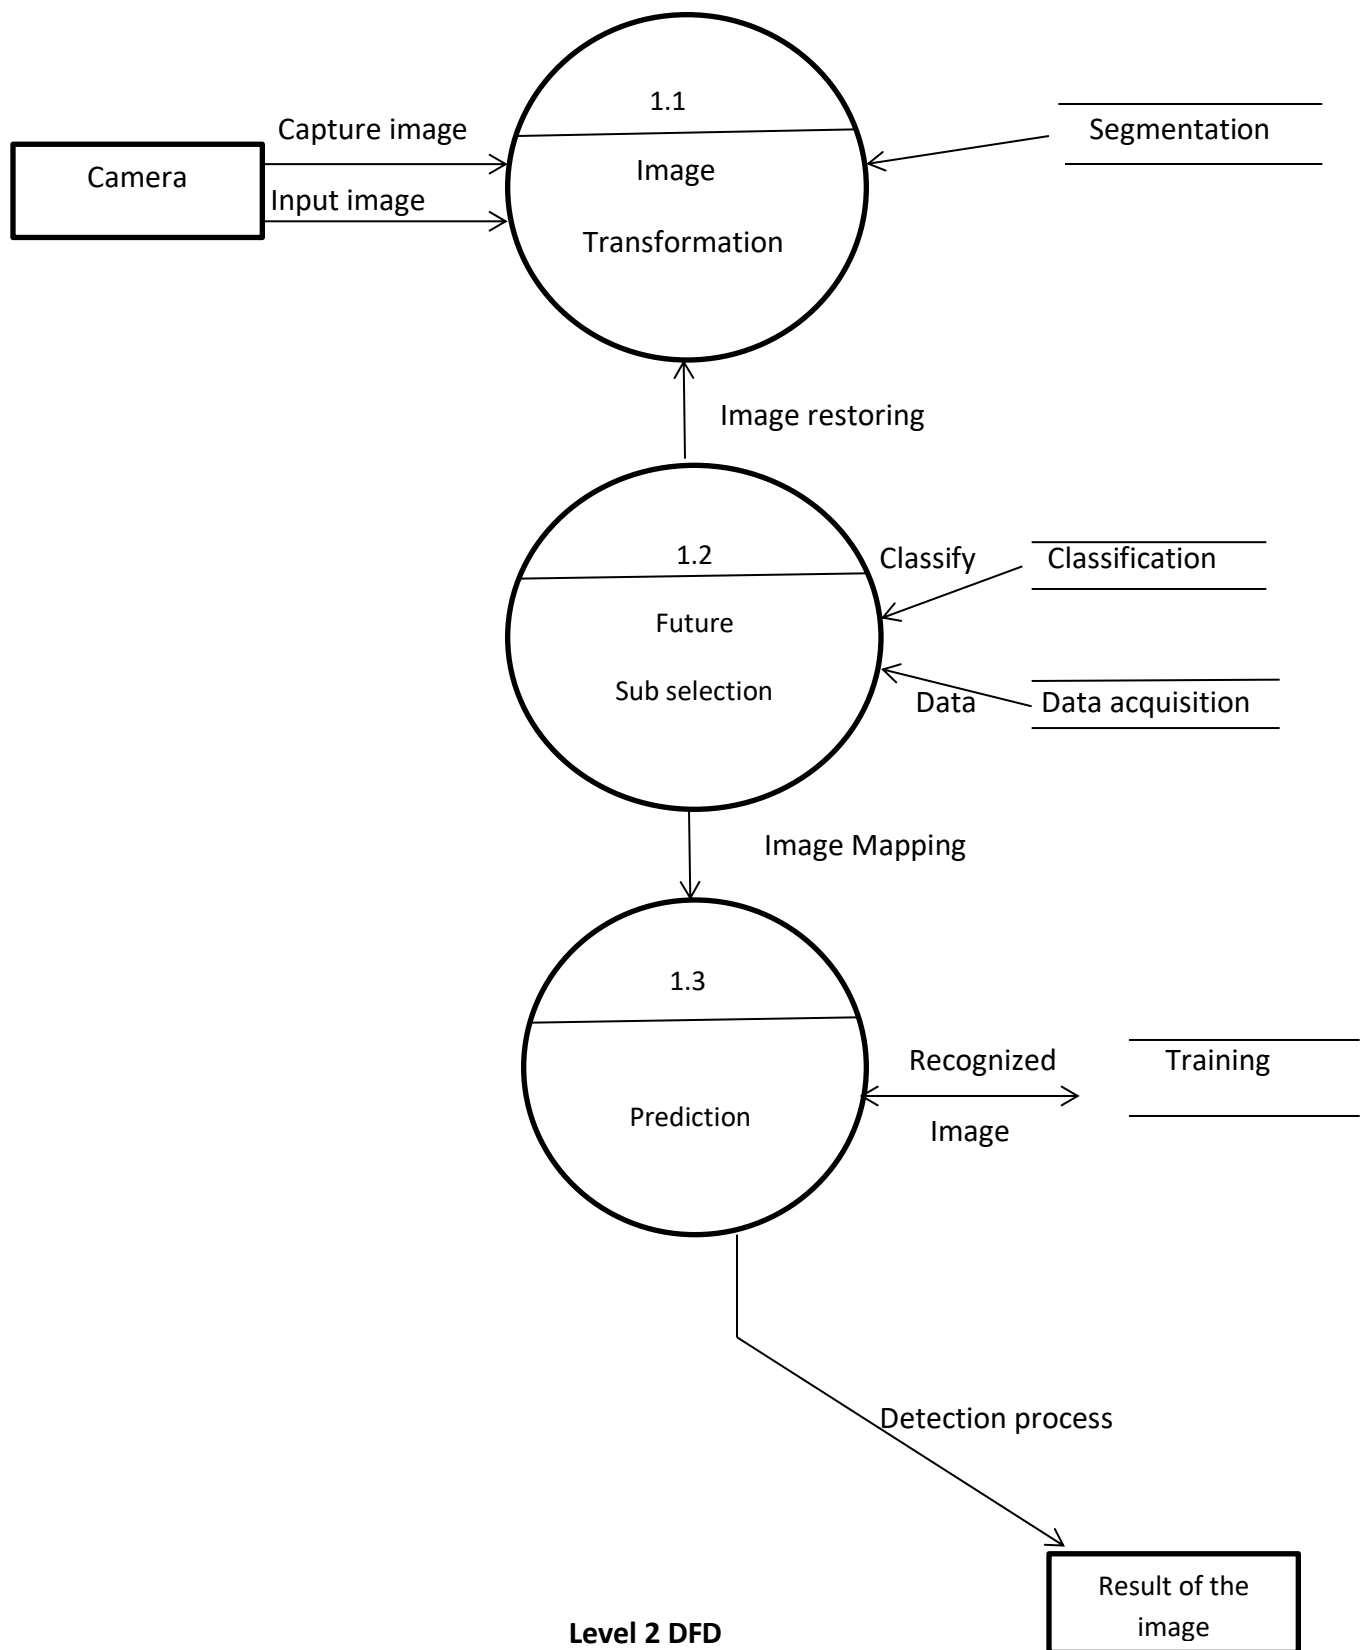 1.1
Capture image
Segmentation
Camera
Image
Input image
Transformation
Image restoring
1.2
Classify
Classification
Future
Sub selection
Data
Data acquisition
Image Mapping
1.3
Recognized
Training
Prediction
Image
Detection process
Result of the
image
Level 2 DFD